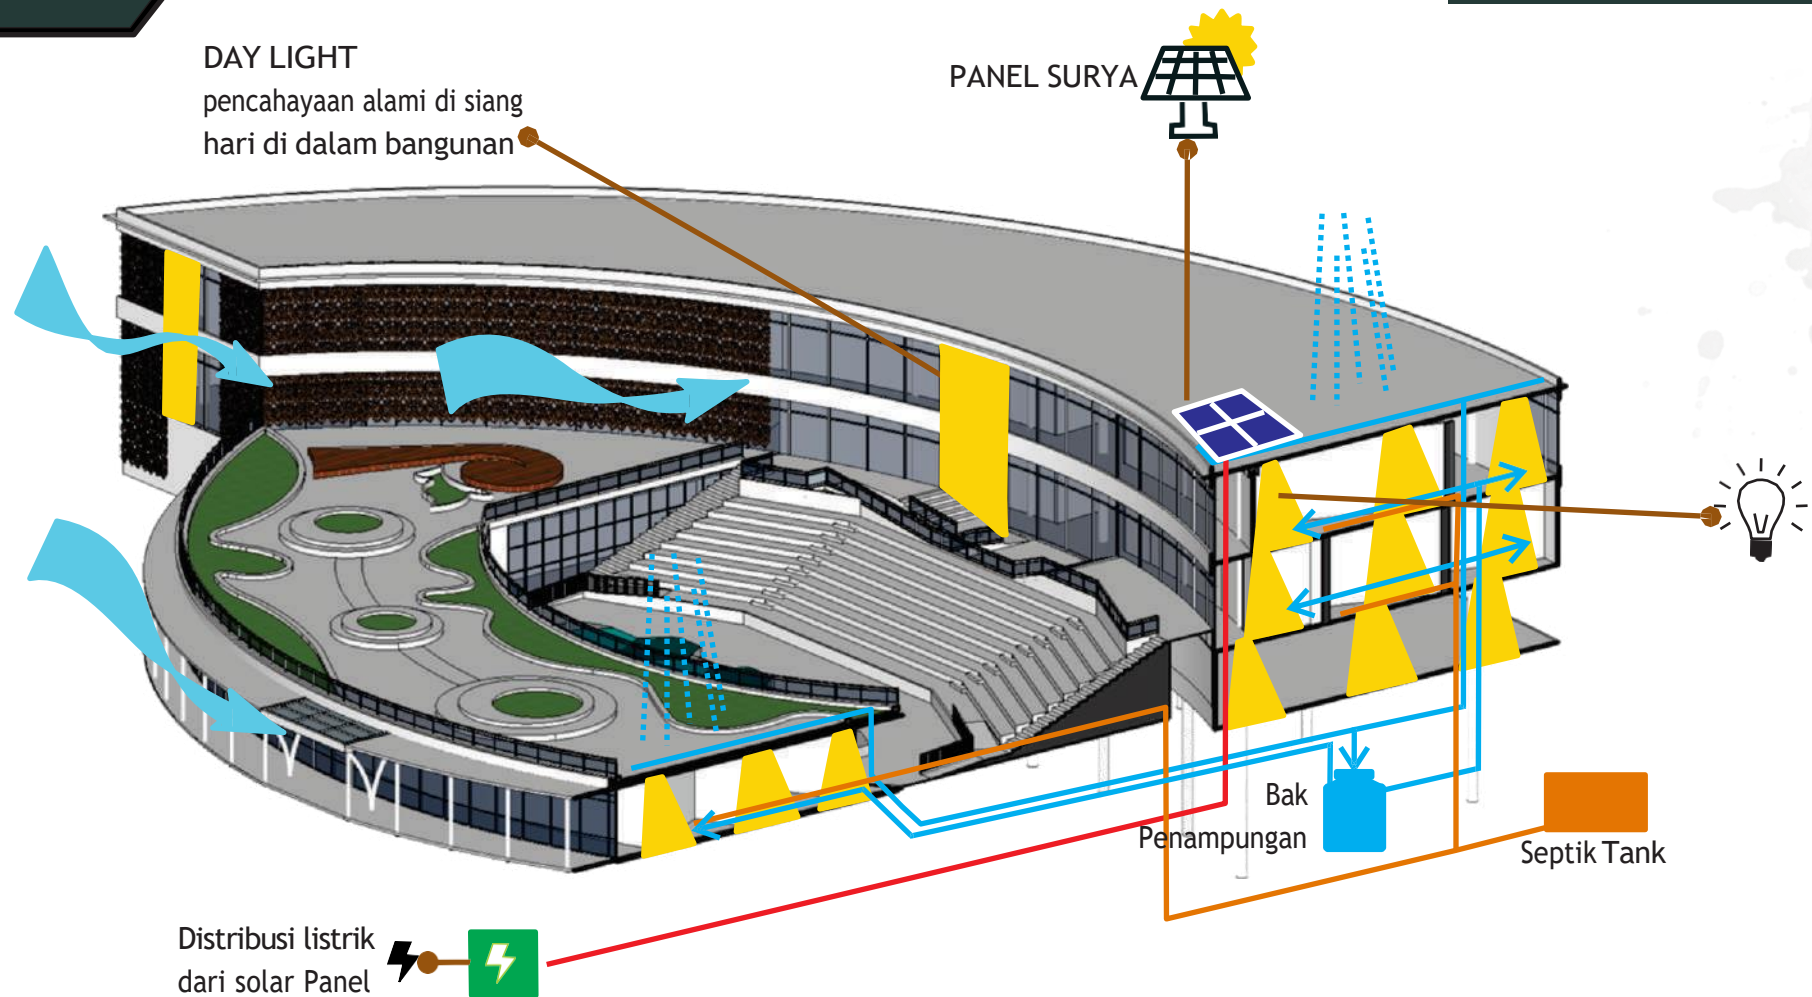 DAY LIGHT
pencahayaan alami di siang
hari di dalam bangunan
PANEL SURYA
Bak
Penampungan
Septik Tank
Distribusi listrik
dari solar Panel